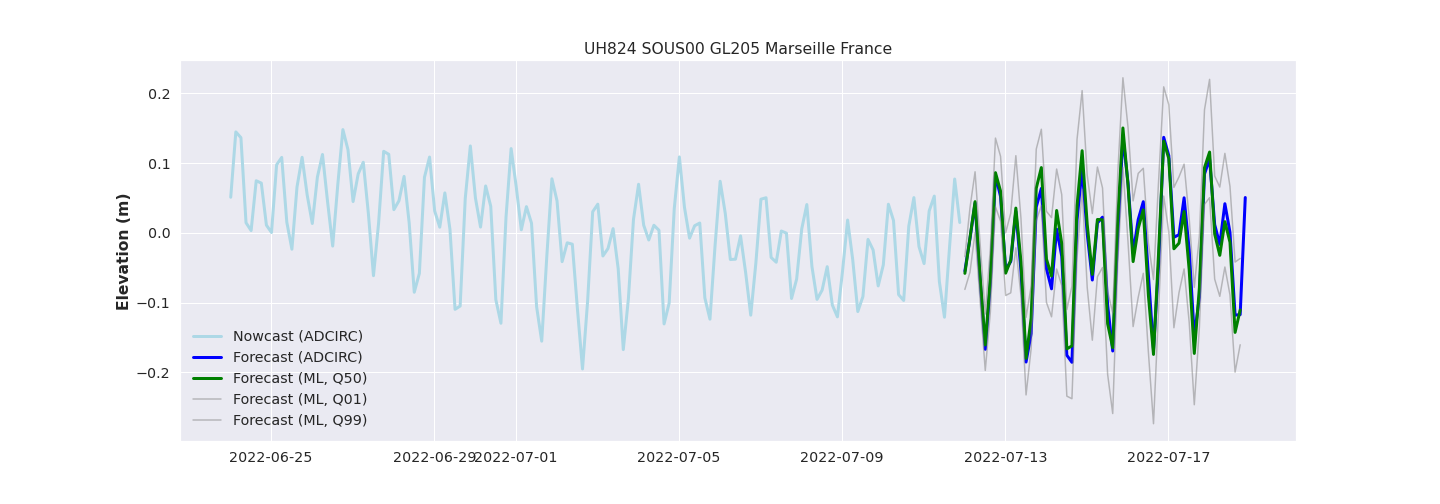 UH824 SOUS00 GL205 Marseille France
Elevation (m)
0.2
0.1
0.0
−0.1
−0.2
Nowcast (ADCIRC)
Forecast (ADCIRC)
Forecast (ML, Q50)
Forecast (ML, Q01)
Forecast (ML, Q99)
2022-06-25 2022-06-29 2022-07-01 2022-07-05 2022-07-09 2022-07-13 2022-07-17